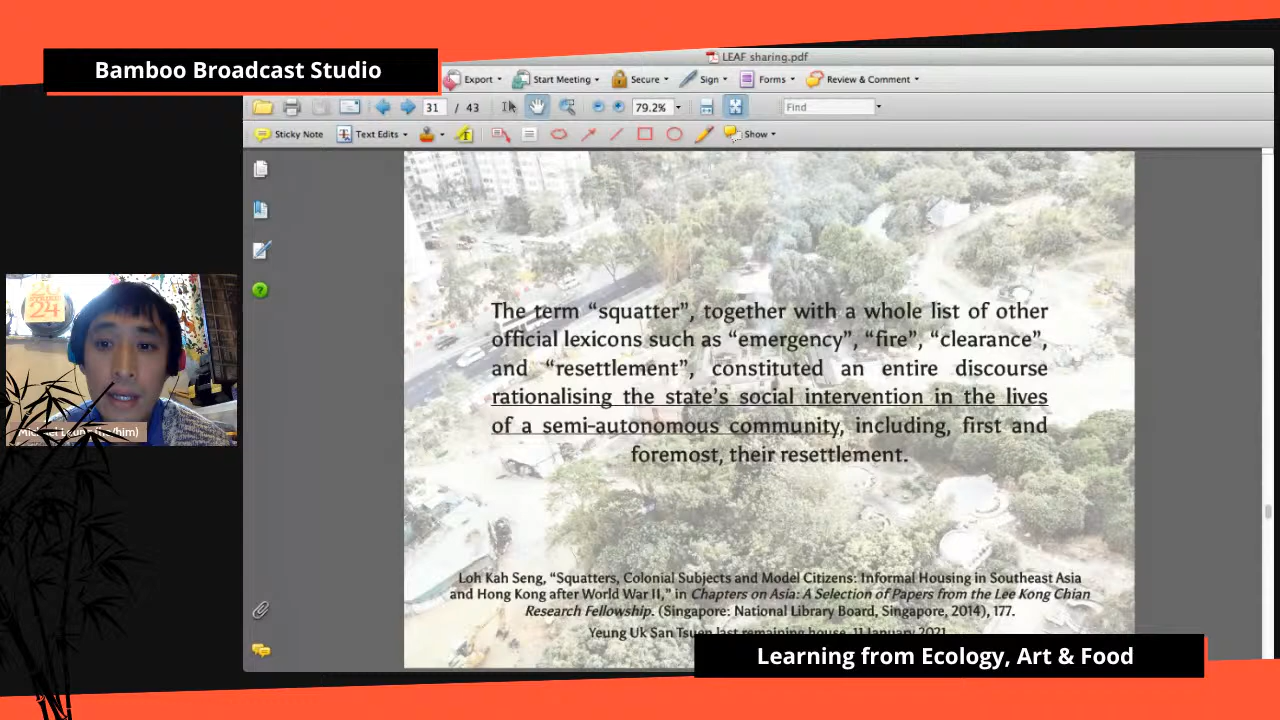 Bamboo Broadcast Studio
LEAF sharing.pdf
Export
Start Meeting
Secure
Sign
Forms
Review & Comment
31 / 43
79.2%
Find
Sticky Note
Text Edits
Show
24
The term “squatter”, together with a whole list of other
official lexicons such as “emergency”, “fire”, “clearance”,
and “resettlement”, constituted an entire discourse
rationalising the state’s social intervention in the lives
of a semi-autonomous community, including, first and
foremost, their resettlement.
(he/him)
Loh Kah Seng, “Squatters, Colonial Subjects and Model Citizens: Informal Housing in Southeast Asia
and Hong Kong after World War II,” in Chapters on Asia: A Selection of Papers from the Lee Kong Chian
Research Fellowship. (Singapore: National Library Board, Singapore, 2014), 177.
Yeung Uk San Tsuen last remaining house, 11 January 2021
Learning from Ecology, Art & Food